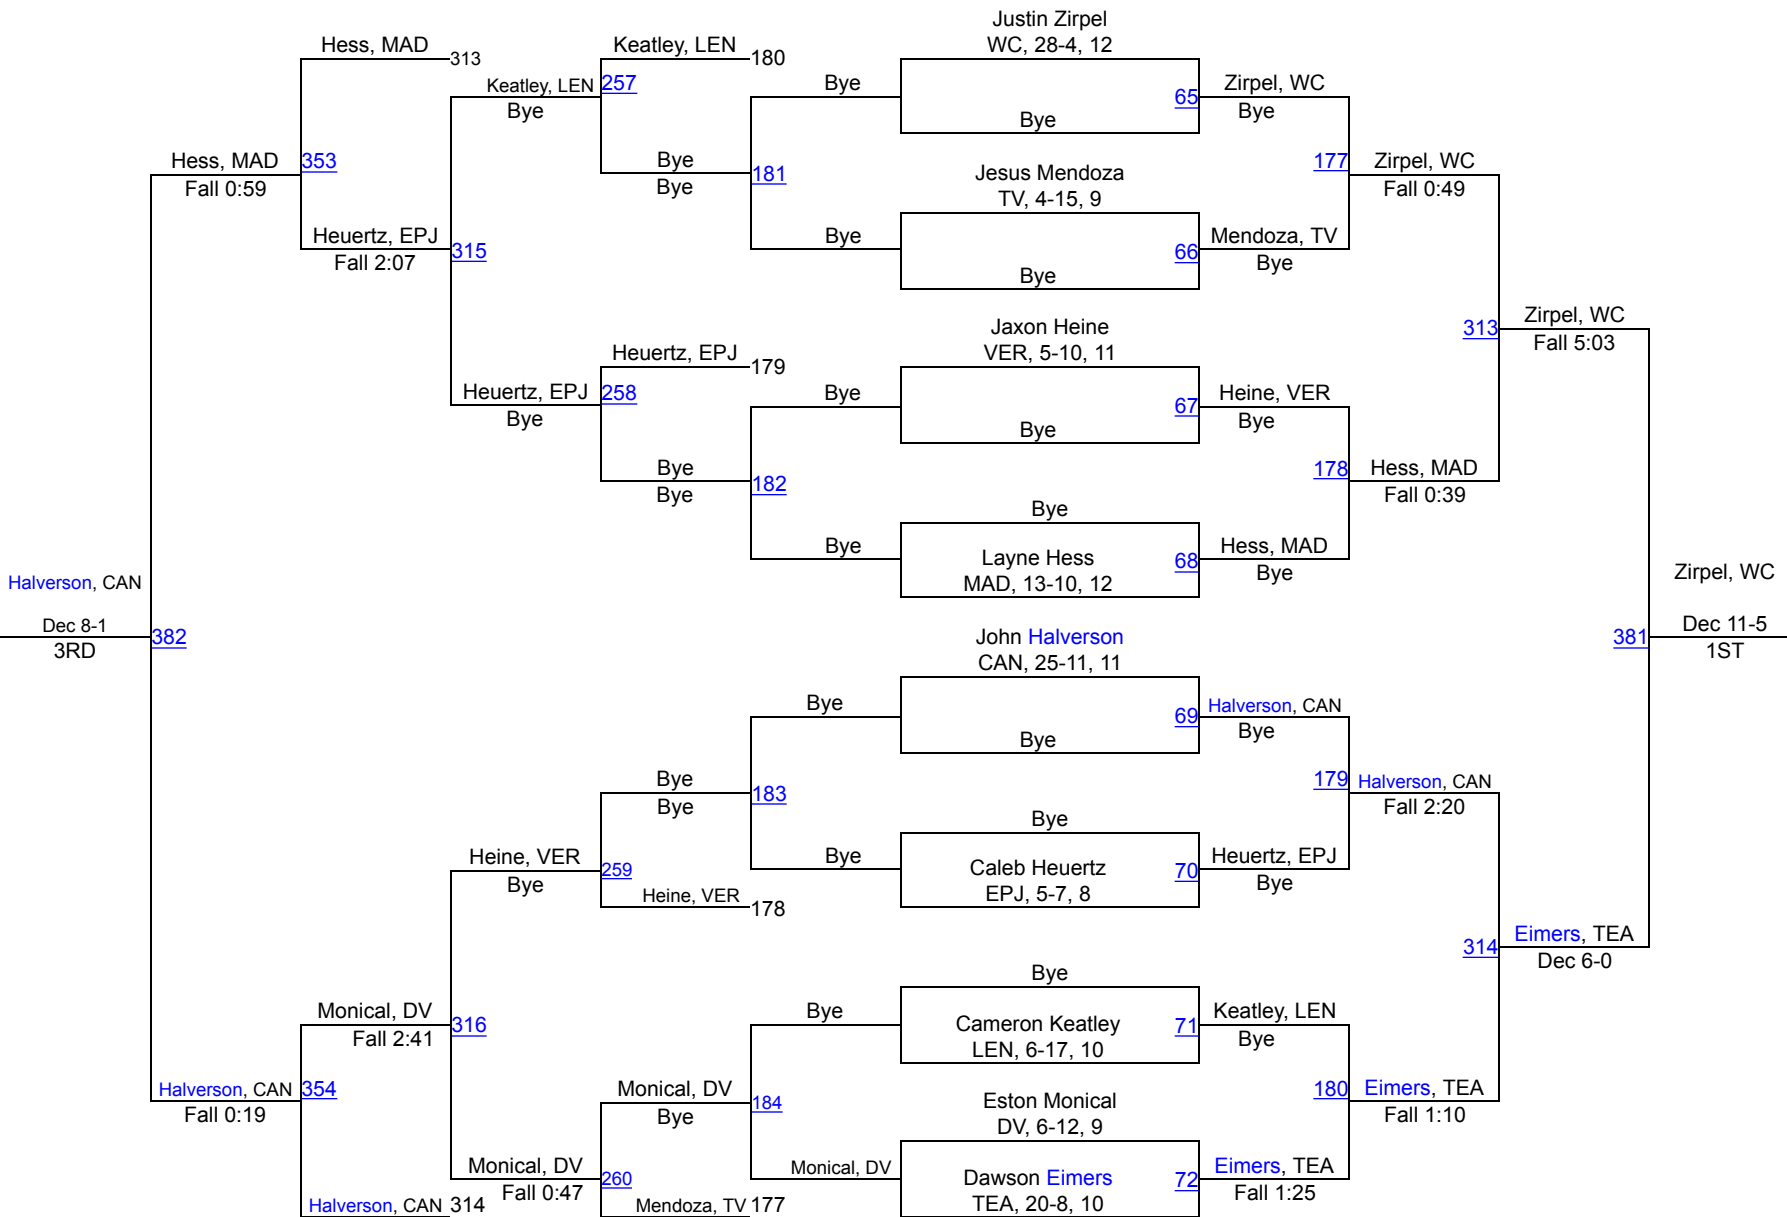 Justin Zirpel
Hess, MAD
Keatley, LEN
WC, 28-4, 12
313
180
Keatley, LEN
257
Bye
65
Zirpel, WC
Bye
Bye
Bye
Hess, MAD
353
Bye
181
Jesus Mendoza
177
Zirpel, WC
Fall 0:59
Bye
TV, 4-15, 9
Fall 0:49
Heuertz, EPJ
315
Bye
66
Mendoza, TV
Fall 2:07
Bye
Bye
Jaxon Heine
313
Zirpel, WC
Heuertz, EPJ
VER, 5-10, 11
Fall 5:03
179
Heuertz, EPJ
258
Bye
67
Heine, VER
Bye
Bye
Bye
Bye
182
178
Hess, MAD
Bye
Fall 0:39
Bye
Bye
Layne Hess
68
Hess, MAD
Halverson, CAN
MAD, 13-10, 12
Bye
Zirpel, WC
Dec 8-1
382
John Halverson
381
Dec 11-5
3RD
CAN, 25-11, 11
1ST
Bye
69
Halverson, CAN
Bye
Bye
Bye
183
179
Halverson, CAN
Bye
Fall 2:20
Bye
Heine, VER
259
Bye
Caleb Heuertz
70
Heuertz, EPJ
Bye
Heine, VER
178
EPJ, 5-7, 8
Bye
314
Eimers, TEA
Dec 6-0
Bye
Monical, DV
316
Bye
Cameron Keatley
71
Keatley, LEN
Fall 2:41
LEN, 6-17, 10
Bye
Halverson, CAN
354
Monical, DV
184
Eston Monical
180
Eimers, TEA
Fall 0:19
Bye
DV, 6-12, 9
Fall 1:10
Monical, DV
260
Monical, DV
Dawson Eimers
72
Eimers, TEA
Fall 0:47
TEA, 20-8, 10
Fall 1:25
Halverson, CAN
314
Mendoza, TV
177